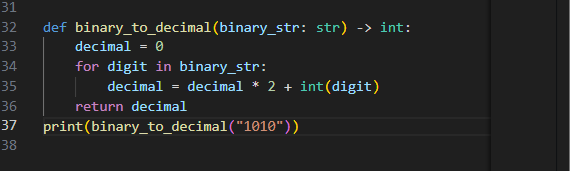 31
32 def binary_to_decimal(binary_str: str) -> int:
33     decimal = 0
34     for digit in binary_str:
35         decimal = decimal * 2 + int(digit)
36     return decimal
37 print(binary_to_decimal("1010"))
38